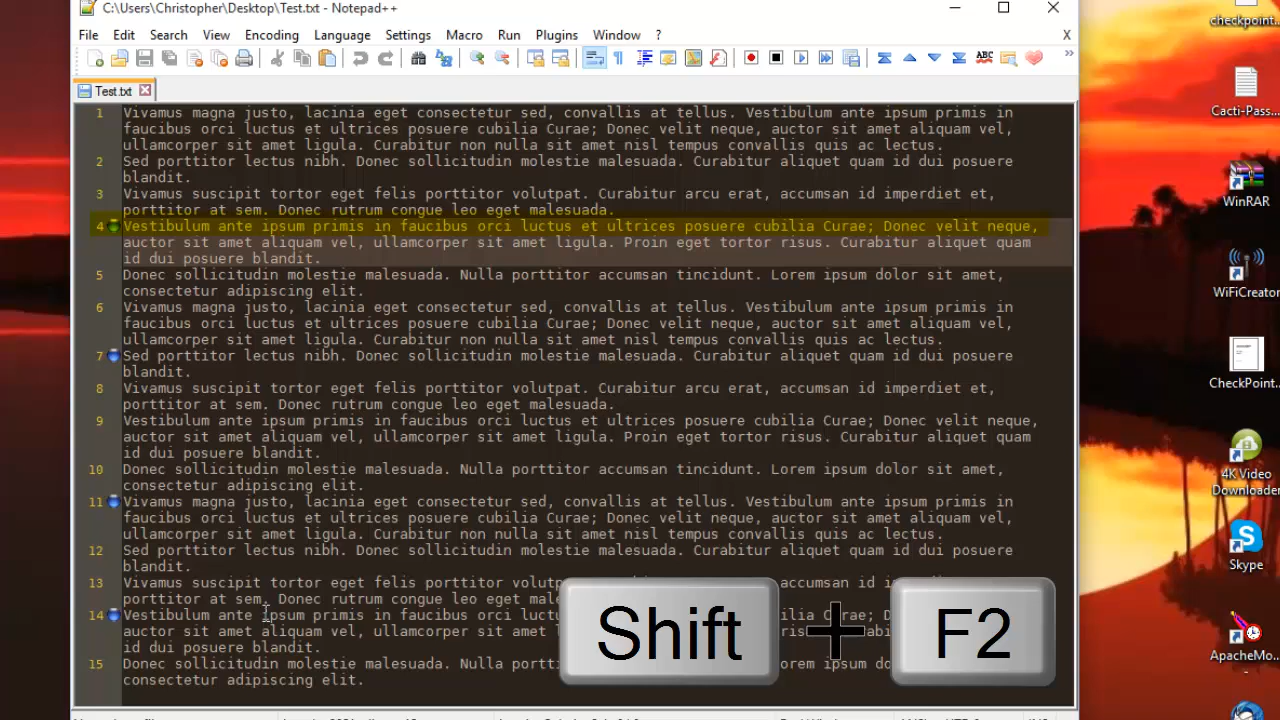 C:\Users\Christopher\Desktop\Test.txt - Notepad++
File Edit Search View Encoding Language Settings Macro Run Plugins Window ? X
ABC
Test.txt
1 Vivamus magna justo, lacinia eget consectetur sed, convallis at tellus. Vestibulum ante ipsum primis in
faucibus orci luctus et ultrices posuere cubilia Curae; Donec velit neque, auctor sit amet aliquam vel,
ullamcorper sit amet ligula. Curabitur non nulla sit amet nisl tempus convallis quis ac lectus.
2 Sed porttitor lectus nibh. Donec sollicitudin molestie malesuada. Curabitur aliquet quam id dui posuere
blandit.
3 Vivamus suscipit tortor eget felis porttitor volutpat. Curabitur arcu erat, accumsan id imperdiet et,
porttitor at sem. Donec rutrum congue leo eget malesuada.
4 Vestibulum ante ipsum primis in faucibus orci luctus et ultrices posuere cubilia Curae; Donec velit neque,
auctor sit amet aliquam vel, ullamcorper sit amet ligula. Proin eget tortor risus. Curabitur aliquet quam
id dui posuere blandit.
5 Donec sollicitudin molestie malesuada. Nulla porttitor accumsan tincidunt. Lorem ipsum dolor sit amet,
consectetur adipiscing elit.
6 Vivamus magna justo, lacinia eget consectetur sed, convallis at tellus. Vestibulum ante ipsum primis in
faucibus orci luctus et ultrices posuere cubilia Curae; Donec velit neque, auctor sit amet aliquam vel,
ullamcorper sit amet ligula. Curabitur non nulla sit amet nisl tempus convallis quis ac lectus.
7 Sed porttitor lectus nibh. Donec sollicitudin molestie malesuada. Curabitur aliquet quam id dui posuere
blandit.
8 Vivamus suscipit tortor eget felis porttitor volutpat. Curabitur arcu erat, accumsan id imperdiet et,
porttitor at sem. Donec rutrum congue leo eget malesuada.
9 Vestibulum ante ipsum primis in faucibus orci luctus et ultrices posuere cubilia Curae; Donec velit neque,
auctor sit amet aliquam vel, ullamcorper sit amet ligula. Proin eget tortor risus. Curabitur aliquet quam
id dui posuere blandit.
10 Donec sollicitudin molestie malesuada. Nulla porttitor accumsan tincidunt. Lorem ipsum dolor sit amet,
consectetur adipiscing elit.
11 Vivamus magna justo, lacinia eget consectetur sed, convallis at tellus. Vestibulum ante ipsum primis in
faucibus orci luctus et ultrices posuere cubilia Curae; Donec velit neque, auctor sit amet aliquam vel,
ullamcorper sit amet ligula. Curabitur non nulla sit amet nisl tempus convallis quis ac lectus.
12 Sed porttitor lectus nibh. Donec sollicitudin molestie malesuada. Curabitur aliquet quam id dui posuere
blandit.
13 Vivamus suscipit tortor eget felis porttitor accumsan id imperdiet
porttitor at sem. Donec rutrum congue leo eget
14 Vestibulum ante ipsum primis in faucibus orci
auctor sit amet aliquam vel, ullamcorper sit amet
id dui posuere blandit.
15 Donec sollicitudin molestie malesuada. Nulla ipsum
consectetur adipiscing elit.
Shift + F2
checkpoint...
Cacti-Pass...
WinRAR
WiFiCreator
CheckPoint...
4K Video
Downloader
Skype
ApacheMo...